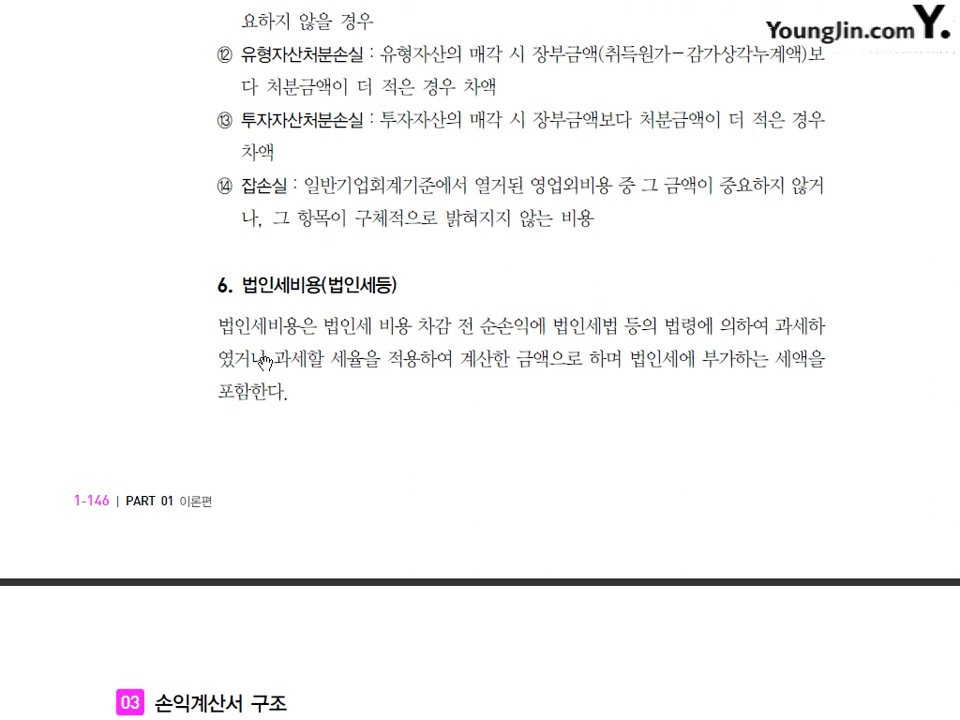 요하지 않을 경우
YoungJin.com Y.
⑫ 유형자산처분손실 : 유형자산의 매각 시 장부금액(취득원가-감가상각누계액)보
다 처분금액이 더 적은 경우 차액
⑬ 투자자산처분손실 : 투자자산의 매각 시 장부금액보다 처분금액이 더 적은 경우
차액
⑭ 잡손실 : 일반기업회계기준에서 열거된 영업외비용 중 그 금액이 중요하지 않거
나, 그 항목이 구체적으로 밝혀지지 않는 비용
6. 법인세비용(법인세등)
법인세비용은 법인세 비용 차감 전 순손익에 법인세법 등의 법령에 의하여 과세하
였거나 과세할 세율을 적용하여 계산한 금액으로 하며 법인세에 부가하는 세액을
포함한다.
1-146 | PART 01 이론편
03 손익계산서 구조